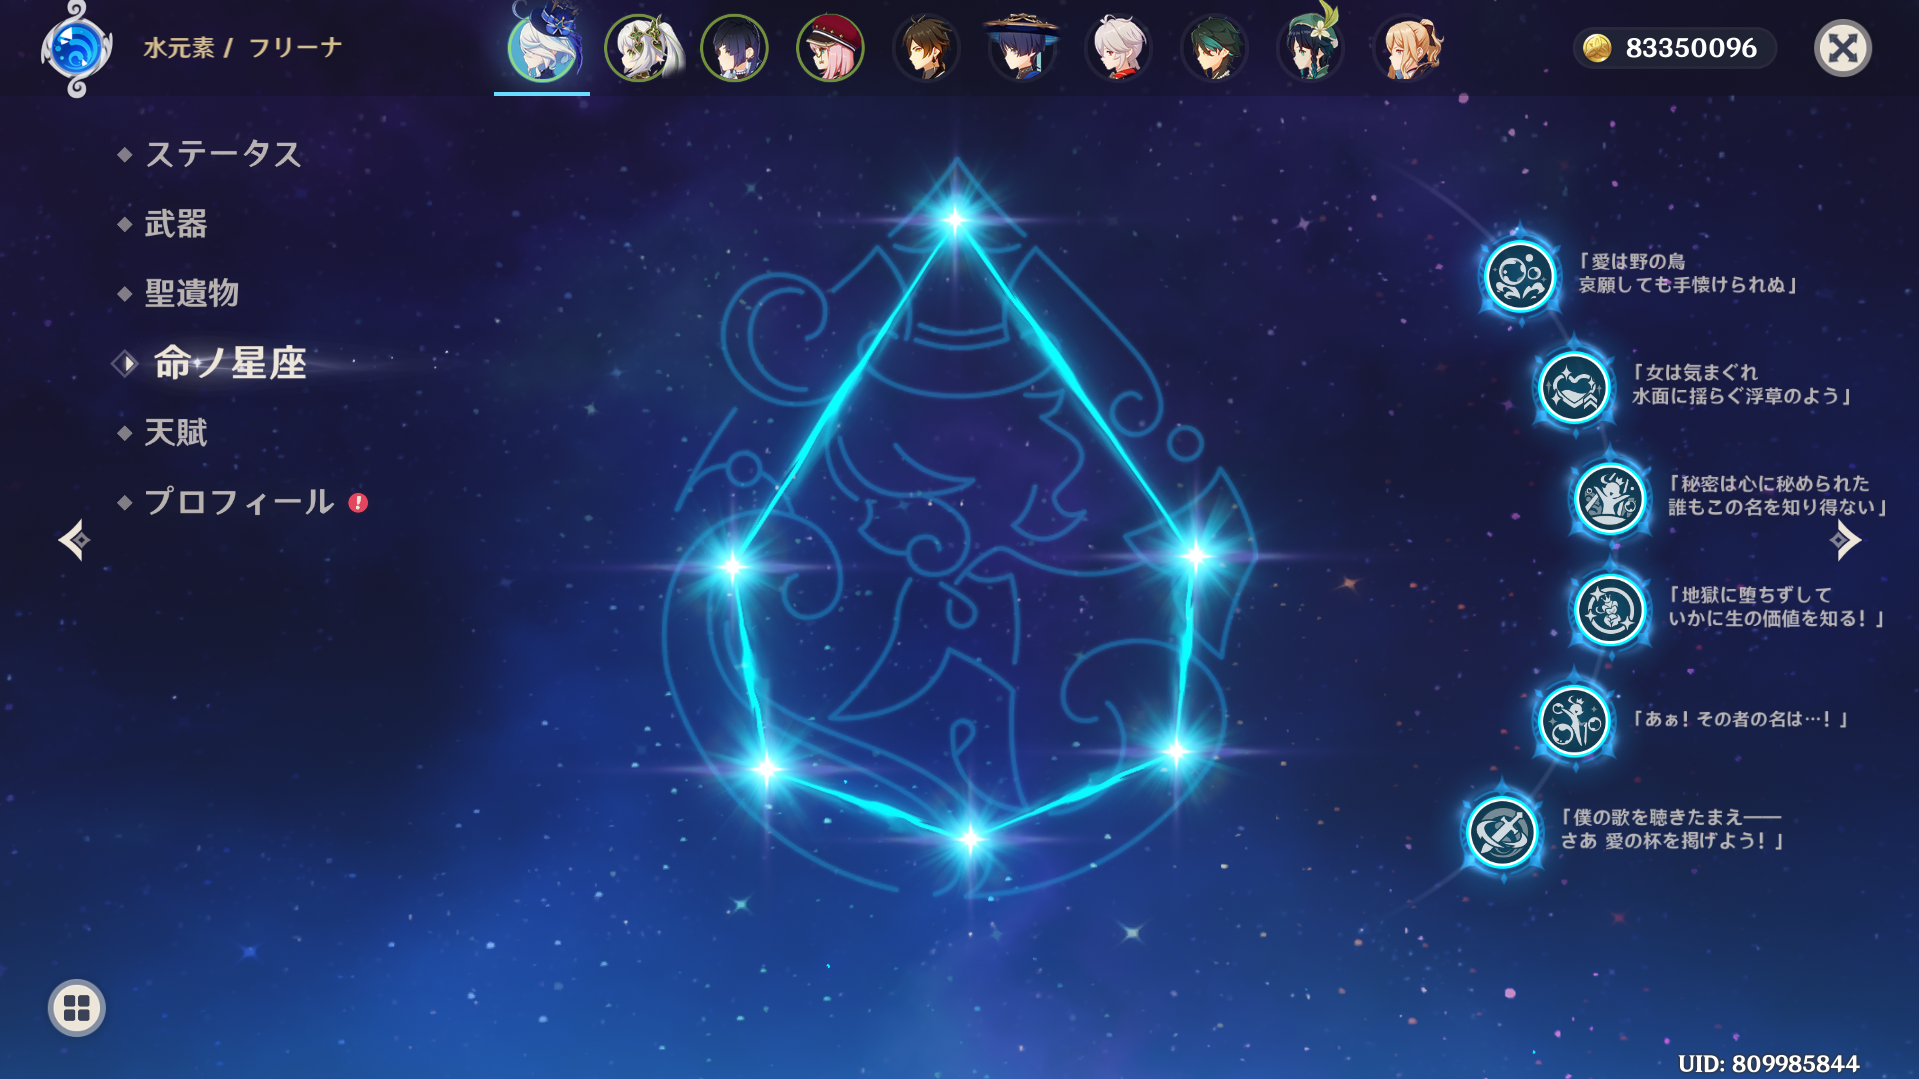 水元素 / フリーナ
83350096
ステータス
武器
聖遺物
命ノ星座
天賦
プロフィール
「愛は野の鳥
哀願しても手懐けられぬ」
「女は気まぐれ
水面に揺らぐ浮草のよう」
「秘密は心に秘められた
誰もこの名を知り得ない」
「地獄に堕ちずして
いかに生の価値を知る！」
「あぁ！その者の名は…！」
「僕の歌を聴きたまえ──
さあ 愛の杯を掲げよう！」
UID: 809985844